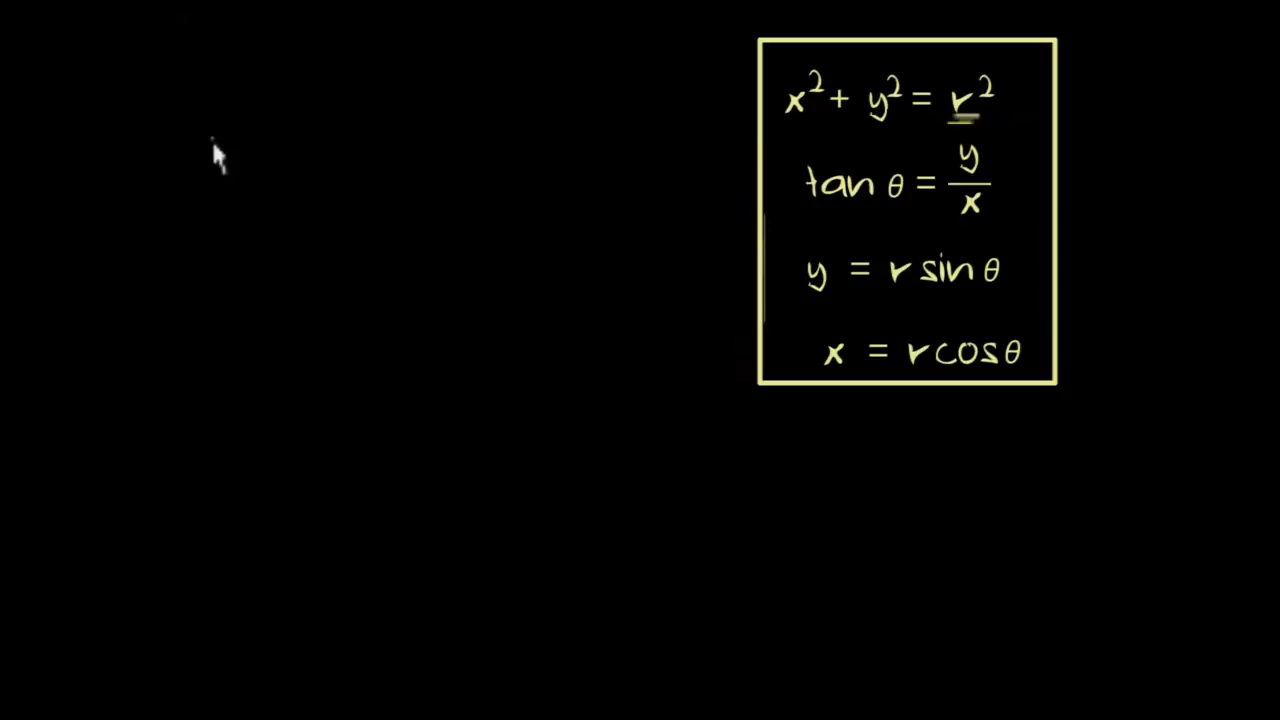 x² + y² = r²
tan θ = y/x
y = r sin θ
x = r cos θ